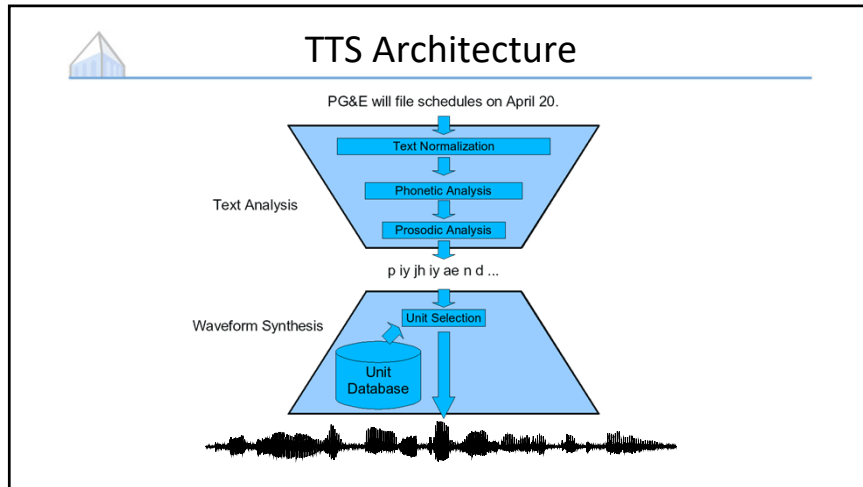 TTS Architecture
PG&E will file schedules on April 20.
Text Normalization
Phonetic Analysis
Text Analysis
Prosodic Analysis
p iy jh iy ae n d ...
Unit Selection
Waveform Synthesis
Unit
Database